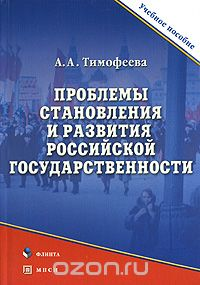 Учебное пособие
А. А. Тимофеева
ПРОБЛЕМЫ
СТАНОВЛЕНИЯ
И РАЗВИТИЯ
РОССИЙСКОЙ
ГОСУДАРСТВЕННОСТИ
ФЛИНТА
МПСИ
OZON.RU